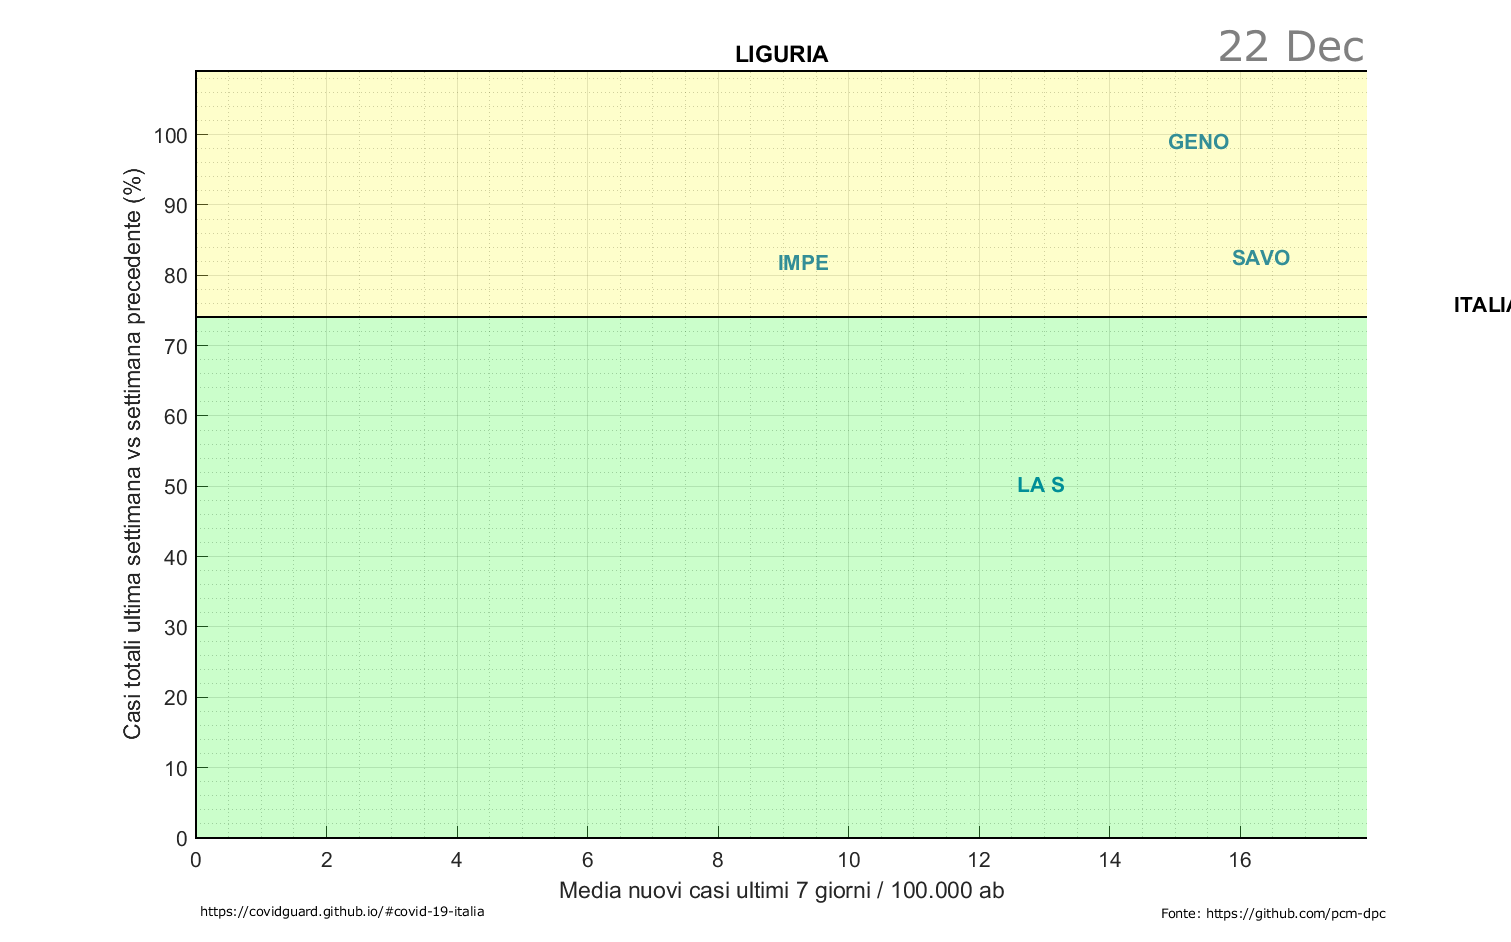 LIGURIA
22 Dec
Casi totali ultima settimana vs settimana precedente (%)
100
90
80
70
60
50
40
30
20
10
0
GENO
IMPE
SAVO
ITALIA
LA S
0 2 4 6 8 10 12 14 16
Media nuovi casi ultimi 7 giorni / 100.000 ab
https://covidguard.github.io/#covid-19-italia
Fonte: https://github.com/pcm-dpc